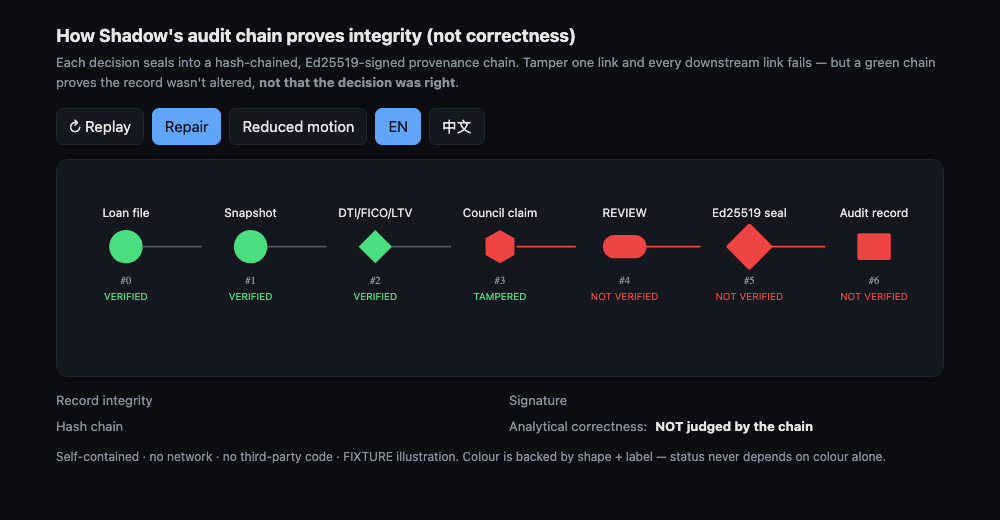 How Shadow's audit chain proves integrity (not correctness)
Each decision seals into a hash-chained, Ed25519-signed provenance chain. Tamper one link and every downstream link fails — but a green chain
proves the record wasn't altered, not that the decision was right.
↻ Replay Repair Reduced motion EN 中文
Loan file Snapshot DTI/FICO/LTV Council claim REVIEW Ed25519 seal Audit record
#0 #1 #2 #3 #4 #5 #6
VERIFIED VERIFIED VERIFIED TAMPERED NOT VERIFIED NOT VERIFIED NOT VERIFIED
Record integrity Signature
Hash chain Analytical correctness: NOT judged by the chain
Self-contained · no network · no third-party code · FIXTURE illustration. Colour is backed by shape + label — status never depends on colour alone.